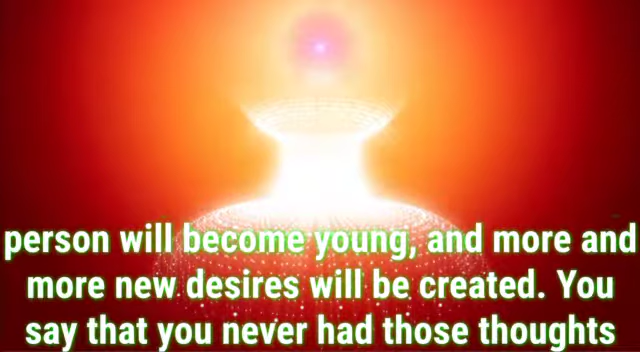 person will become young, and more and
more new desires will be created. You
say that you never had those thoughts